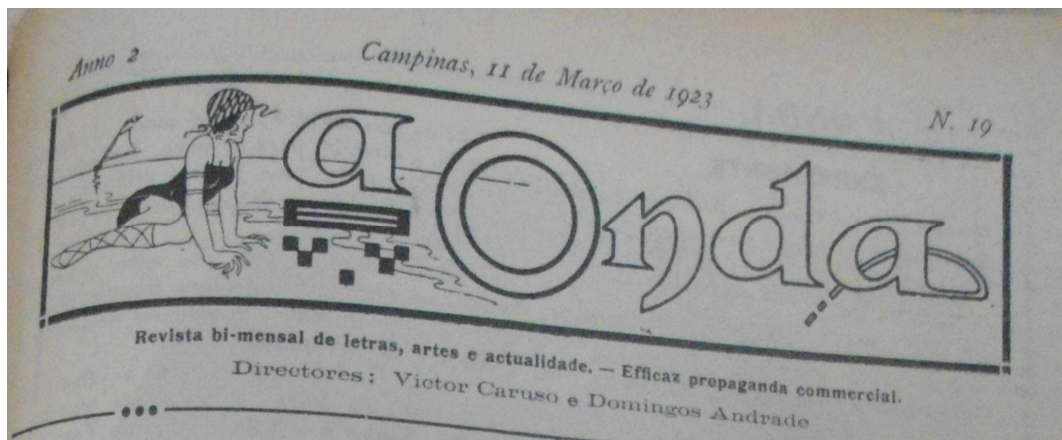 Anno 2
Campinas, 11 de Março de 1923
N. 19
a Onda
Revista bi-mensal de letras, artes e actualidade. — Efficaz propaganda commercial.
Directores: Victor Caruso e Domingos Andrade